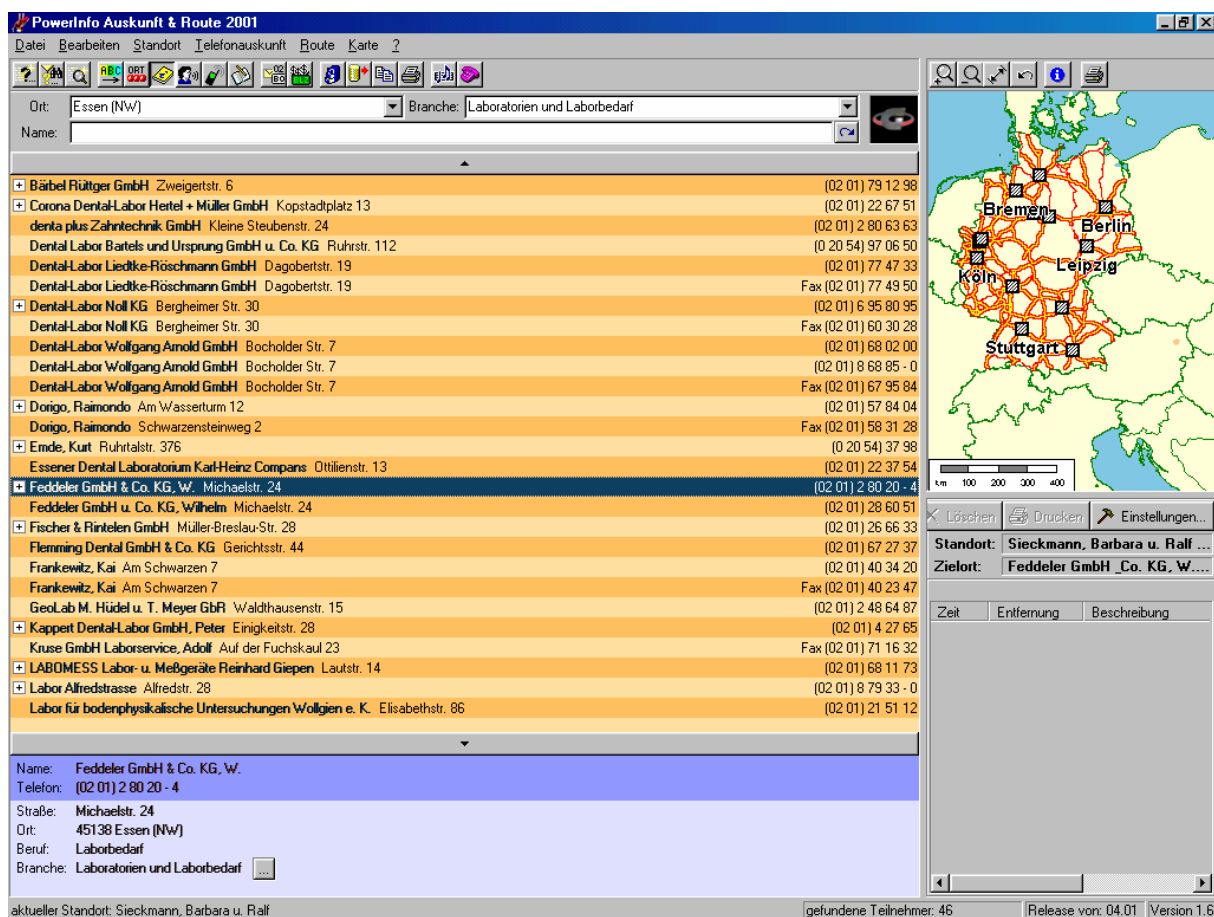 PowerInfo Auskunft & Route 2001
Datei Bearbeiten Standort Telefonauskunft Route Karte ?
Ort: Essen (NW) Branche: Laboratorien und Laborbedarf
Name:
Bärbel Rüttger GmbH Zweigertstr. 6 (02 01) 79 12 98
Corona Dental-Labor Hertel + Müller GmbH Kopstadtplatz 13 (02 01) 22 67 51
denta plus Zahntechnik GmbH Kleine Steubenstr. 24 (02 01) 2 80 63 63
Dental Labor Bartels und Ursprung GmbH u. Co. KG Ruhrstr. 112 (0 20 54) 97 06 50
Dental-Labor Liedtke-Röschmann GmbH Dagobertstr. 19 (02 01) 77 47 33
Dental-Labor Liedtke-Röschmann GmbH Dagobertstr. 19 Fax (02 01) 77 49 50
Dental-Labor Noll KG Bergheimer Str. 30 (02 01) 6 95 80 95
Dental-Labor Noll KG Bergheimer Str. 30 Fax (02 01) 60 30 28
Dental-Labor Wolfgang Arnold GmbH Bocholder Str. 7 (02 01) 68 02 00
Dental-Labor Wolfgang Arnold GmbH Bocholder Str. 7 (02 01) 8 68 85 - 0
Dental-Labor Wolfgang Arnold GmbH Bocholder Str. 7 Fax (02 01) 67 95 84
Dorigo, Raimondo Am Wasserturm 12 (02 01) 57 84 04
Dorigo, Raimondo Schwarzensteinweg 2 Fax (02 01) 58 31 28
Emde, Kurt Ruhrtalstr. 376 (0 20 54) 37 98
Essener Dental Laboratorium Karl-Heinz Compans Ottilienstr. 13 (02 01) 22 37 54
Feddeler GmbH & Co. KG, W. Michaelstr. 24 (02 01) 2 80 20 - 4
Feddeler GmbH u. Co. KG, Wilhelm Michaelstr. 24 (02 01) 28 60 51
Fischer & Rintelen GmbH Müller-Breslau-Str. 28 (02 01) 26 66 33
Flemming Dental GmbH & Co. KG Gerichtsstr. 44 (02 01) 67 27 37
Frankewitz, Kai Am Schwarzen 7 (02 01) 40 34 20
Frankewitz, Kai Am Schwarzen 7 Fax (02 01) 40 23 47
GeoLab M. Hüdel u. T. Meyer GbR Waldthausenstr. 15 (02 01) 2 48 64 87
Kappert Dental-Labor GmbH, Peter Einigkeitstr. 28 (02 01) 4 27 65
Kruse GmbH Laborservice, Adolf Auf der Fuchskaul 23 Fax (02 01) 71 16 32
LABOMESS Labor- u. Meßgeräte Reinhard Giepen Lautstr. 14 (02 01) 68 11 73
Labor Alfredstrasse Alfredstr. 28 (02 01) 8 79 33 - 0
Labor für bodenphysikalische Untersuchungen Wollgien e. K. Elisabethstr. 86 (02 01) 21 51 12
Name: Feddeler GmbH & Co. KG, W.
Telefon: (02 01) 2 80 20 - 4
Straße: Michaelstr. 24
Ort: 45138 Essen (NW)
Beruf: Laborbedarf
Branche: Laboratorien und Laborbedarf ...
Bremen
Berlin
Köln
Leipzig
Stuttgart
km 100 200 300 400
Löschen Drucken Einstellungen...
Standort: Sieckmann, Barbara u. Ralf ...
Zielort: Feddeler GmbH _Co. KG, W....
Zeit Entfernung Beschreibung
aktueller Standort: Sieckmann, Barbara u. Ralf gefundene Teilnehmer: 46 Release von: 04.01 Version 1.6